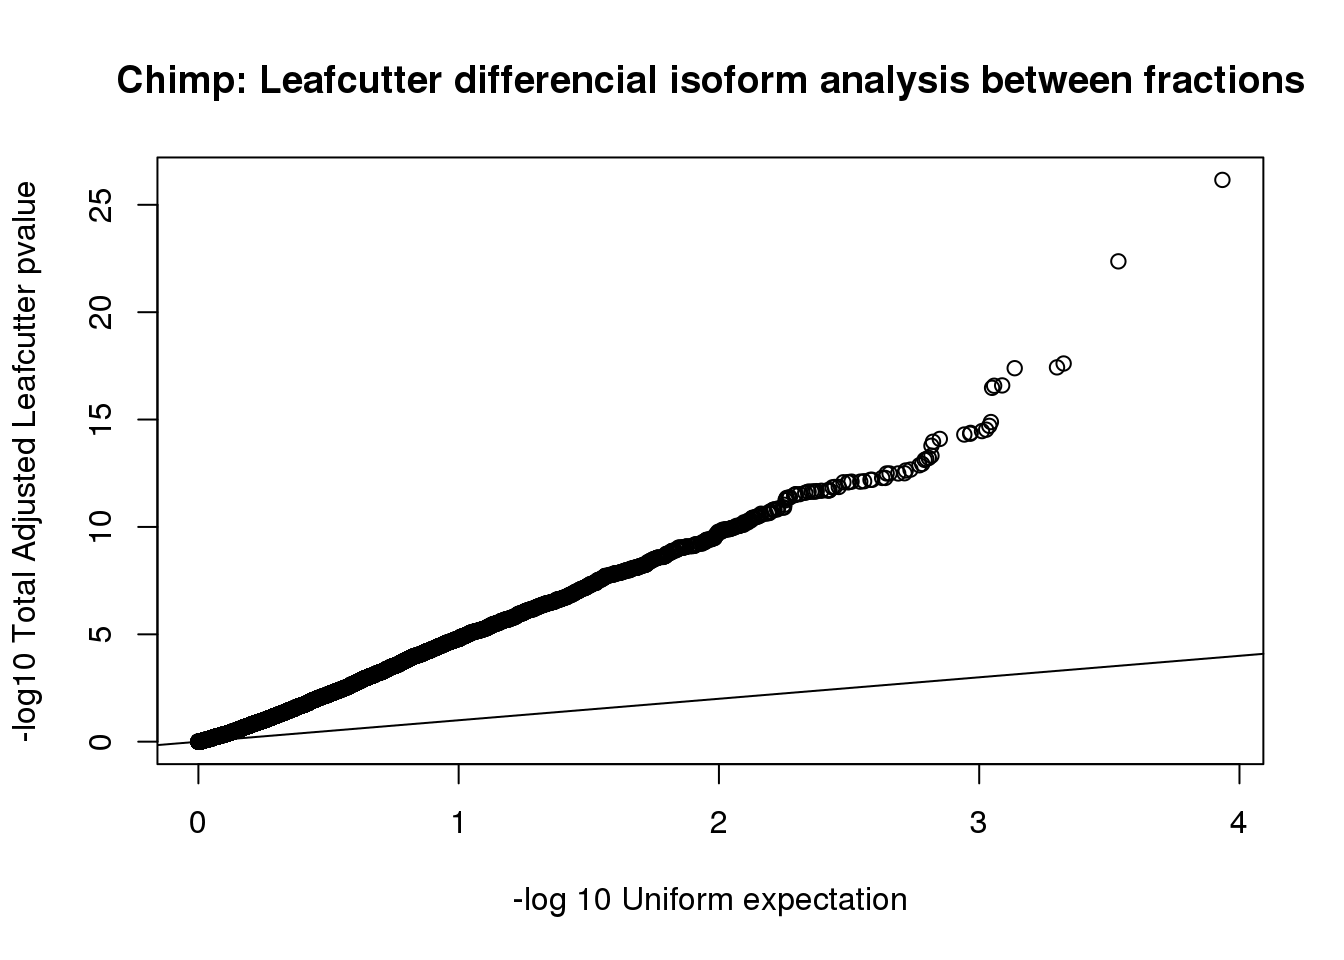 Chimp: Leafcutter differencial isoform analysis between fractions
-log10 Total Adjusted Leafcutter pvalue
25
20
15
10
5
0
0 1 2 3 4
-log 10 Uniform expectation